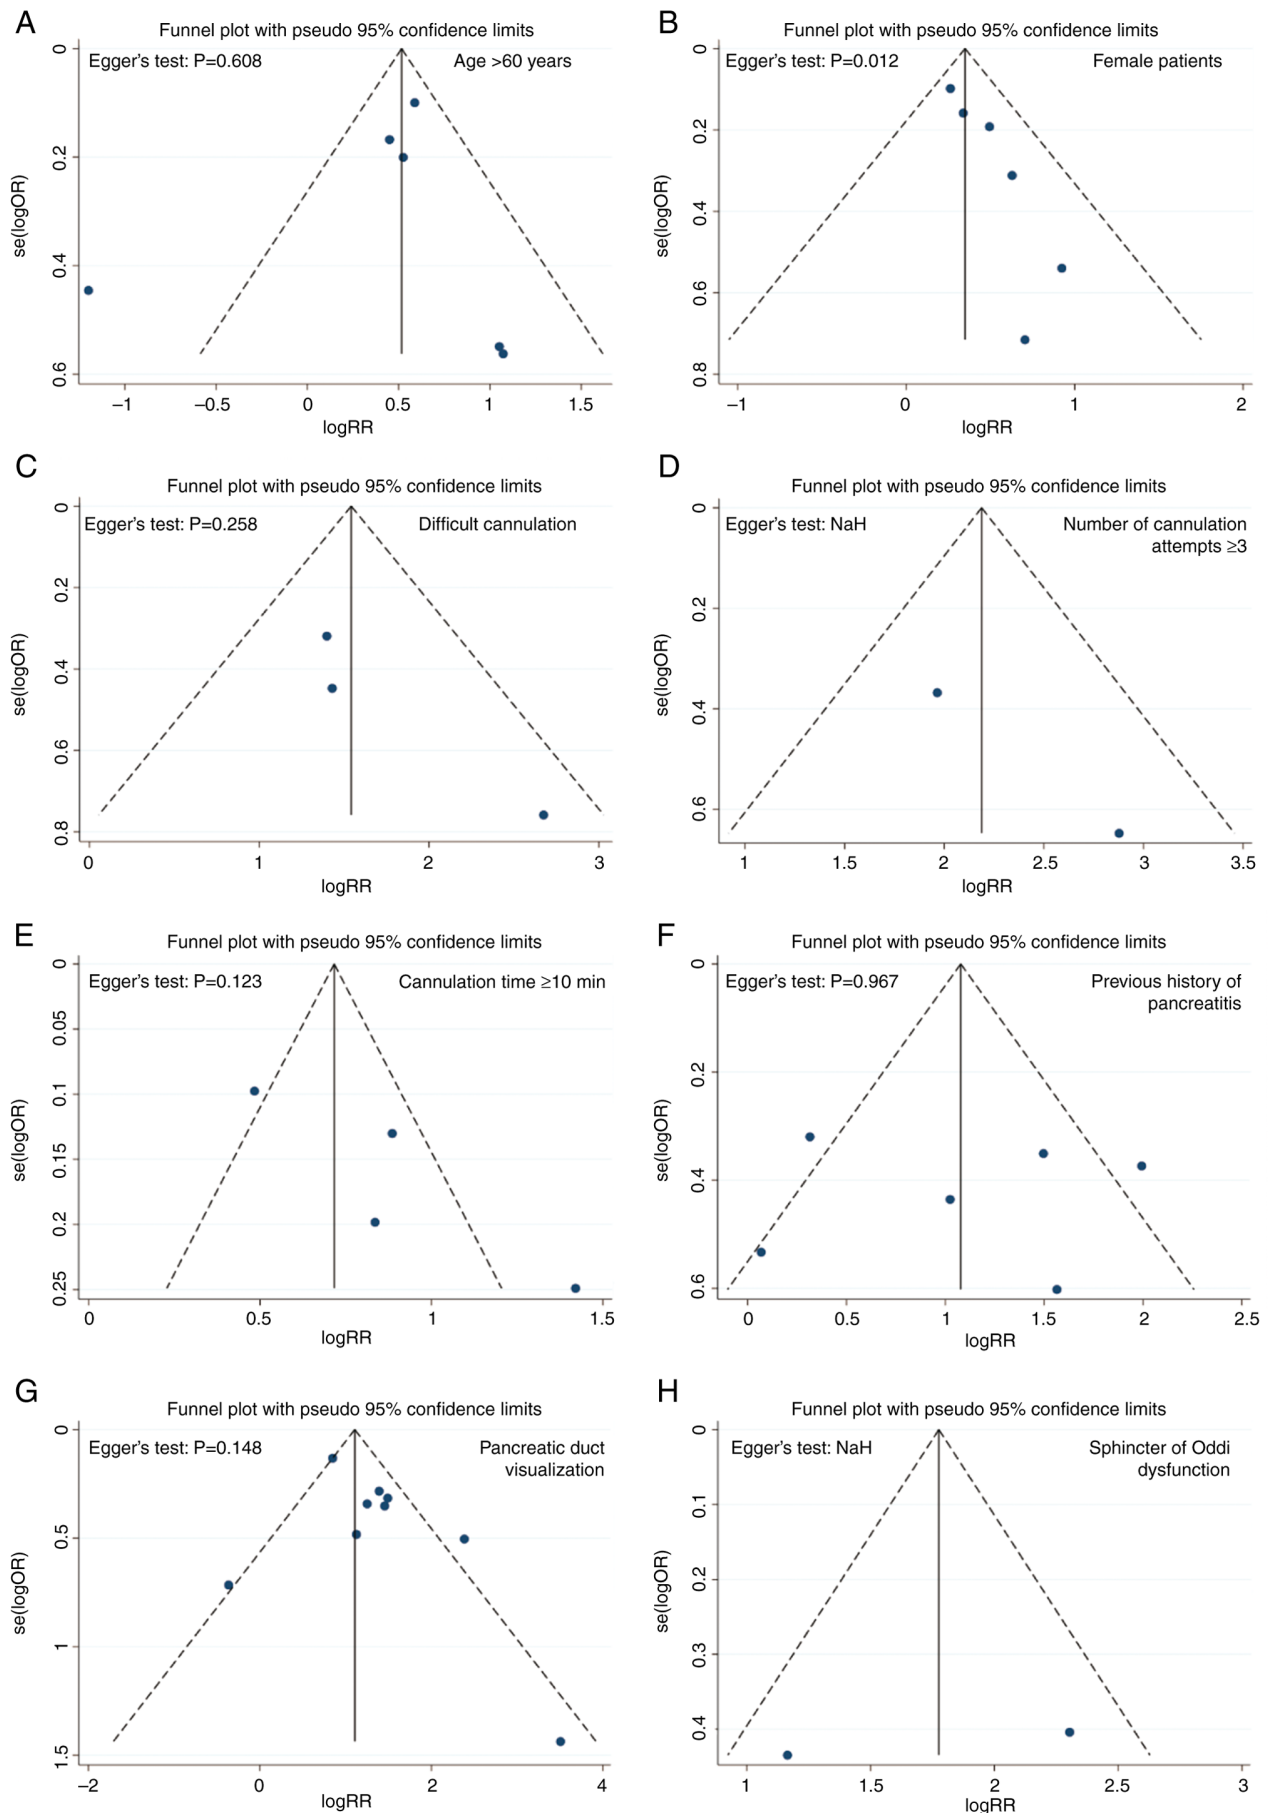 A
Funnel plot with pseudo 95% confidence limits
Egger’s test: P=0.608
Age >60 years
se(logOR)
0
0.2
0.4
0.6
–1
–0.5
0
0.5
1
1.5
logRR
B
Funnel plot with pseudo 95% confidence limits
Egger’s test: P=0.012
Female patients
se(logOR)
0
0.2
0.4
0.6
0.8
–1
0
1
2
logRR
C
Funnel plot with pseudo 95% confidence limits
Egger’s test: P=0.258
Difficult cannulation
se(logOR)
0
0.2
0.4
0.6
0.8
0
1
2
3
logRR
D
Funnel plot with pseudo 95% confidence limits
Egger’s test: NaH
Number of cannulation
attempts ≥3
se(logOR)
0
0.2
0.4
0.6
1
1.5
2
2.5
3
3.5
logRR
E
Funnel plot with pseudo 95% confidence limits
Egger’s test: P=0.123
Cannulation time ≥10 min
se(logOR)
0
0.05
0.1
0.15
0.2
0.25
0
0.5
1
1.5
logRR
F
Funnel plot with pseudo 95% confidence limits
Egger’s test: P=0.967
Previous history of
pancreatitis
se(logOR)
0
0.2
0.4
0.6
0
0.5
1
1.5
2
2.5
logRR
G
Funnel plot with pseudo 95% confidence limits
Egger’s test: P=0.148
Pancreatic duct
visualization
se(logOR)
0
0.5
1
1.5
–2
0
2
4
logRR
H
Funnel plot with pseudo 95% confidence limits
Egger’s test: NaH
Sphincter of Oddi
dysfunction
se(logOR)
0
0.1
0.2
0.3
0.4
1
1.5
2
2.5
3
logRR